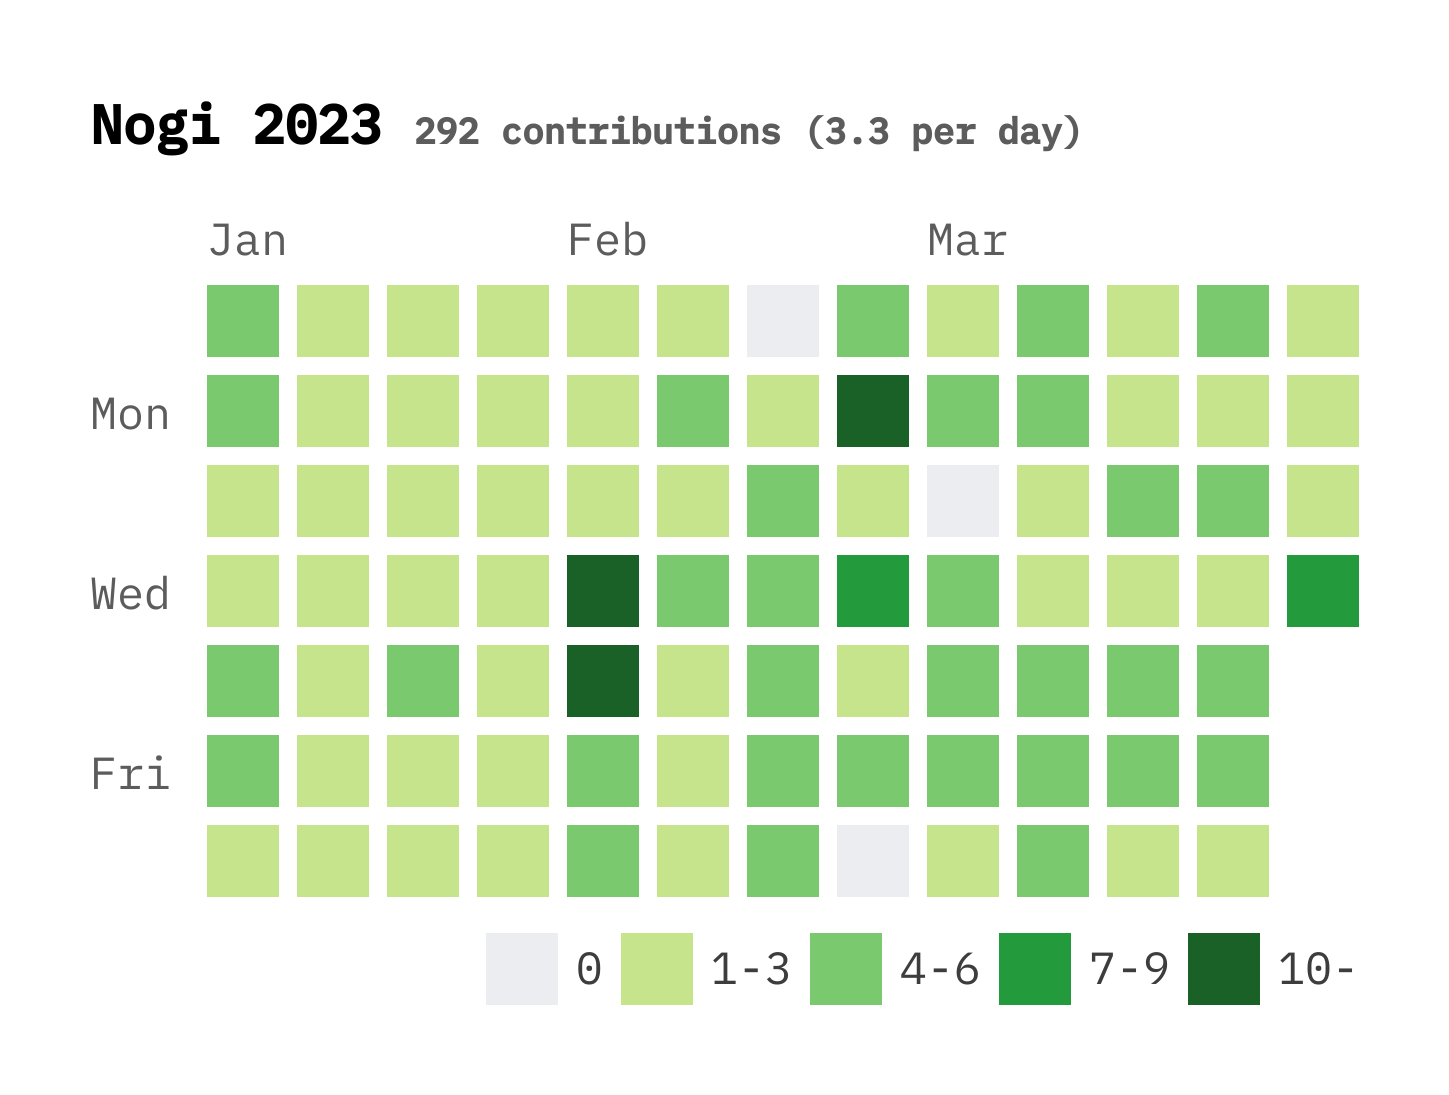 Nogi 2023 292 contributions (3.3 per day)
Jan Feb Mar
Mon
Wed
Fri
0 1-3 4-6 7-9 10-